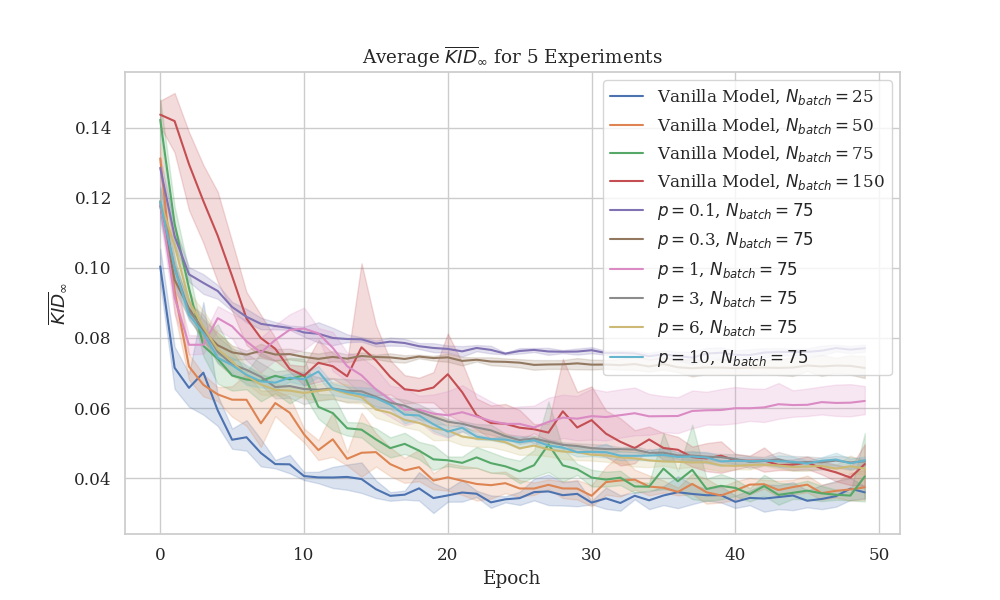 Average $\overline{KID}_\infty$ for 5 Experiments
$\overline{KID}_\infty$
0.14
0.12
0.10
0.08
0.06
0.04
Vanilla Model, $N_{batch} = 25$
Vanilla Model, $N_{batch} = 50$
Vanilla Model, $N_{batch} = 75$
Vanilla Model, $N_{batch} = 150$
$p = 0.1$, $N_{batch} = 75$
$p = 0.3$, $N_{batch} = 75$
$p = 1$, $N_{batch} = 75$
$p = 3$, $N_{batch} = 75$
$p = 6$, $N_{batch} = 75$
$p = 10$, $N_{batch} = 75$
0 10 20 30 40 50
Epoch